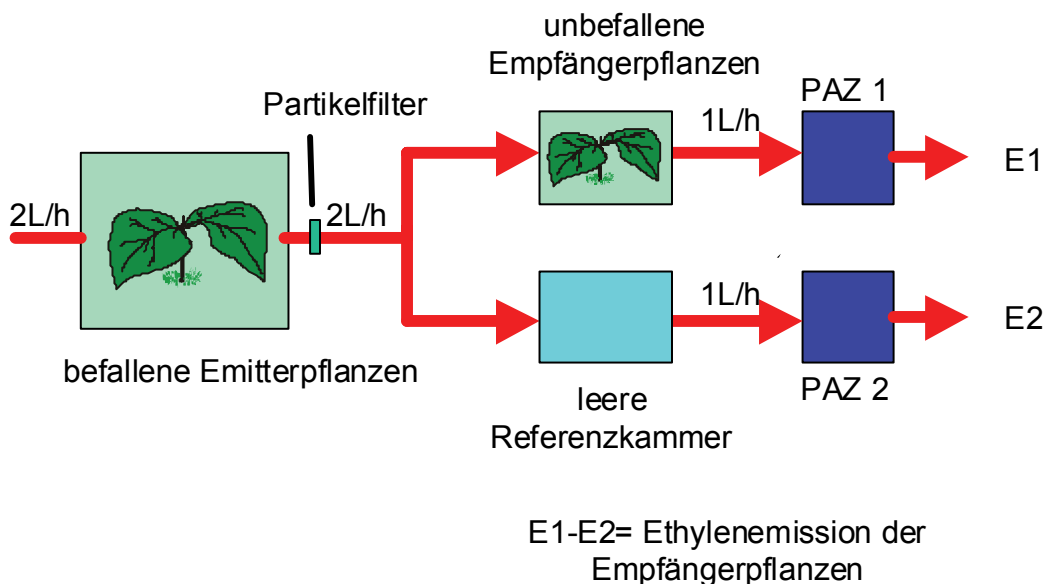 unbefallene
Empfängerpflanzen
Partikelfilter
PAZ 1
1L/h
E1
2L/h
2L/h
befallene Emitterpflanzen
1L/h
E2
PAZ 2
leere
Referenzkammer
E1-E2= Ethylenemission der
Empfängerpflanzen